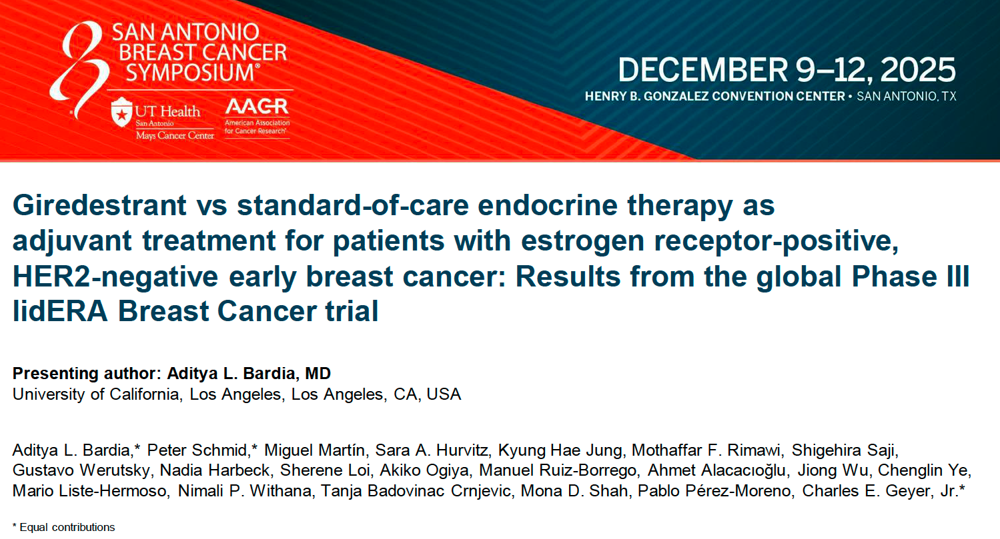 SAN ANTONIO
BREAST CANCER
SYMPOSIUM®
UT Health
San Antonio
Mays Cancer Center
AACR
American Association
for Cancer Research®
DECEMBER 9–12, 2025
HENRY B. GONZALEZ CONVENTION CENTER • SAN ANTONIO, TX
Giredestrant vs standard-of-care endocrine therapy as
adjuvant treatment for patients with estrogen receptor-positive,
HER2-negative early breast cancer: Results from the global Phase III
lidERA Breast Cancer trial
Presenting author: Aditya L. Bardia, MD
University of California, Los Angeles, Los Angeles, CA, USA
Aditya L. Bardia,* Peter Schmid,* Miguel Martín, Sara A. Hurvitz, Kyung Hae Jung, Mothaffar F. Rimawi, Shigehira Saji,
Gustavo Werutsky, Nadia Harbeck, Sherene Loi, Akiko Ogiya, Manuel Ruiz-Borrego, Ahmet Alacacıoğlu, Jiong Wu, Chenglin Ye,
Mario Liste-Hermoso, Nimali P. Withana, Tanja Badovinac Crnjevic, Mona D. Shah, Pablo Pérez-Moreno, Charles E. Geyer, Jr.*
* Equal contributions